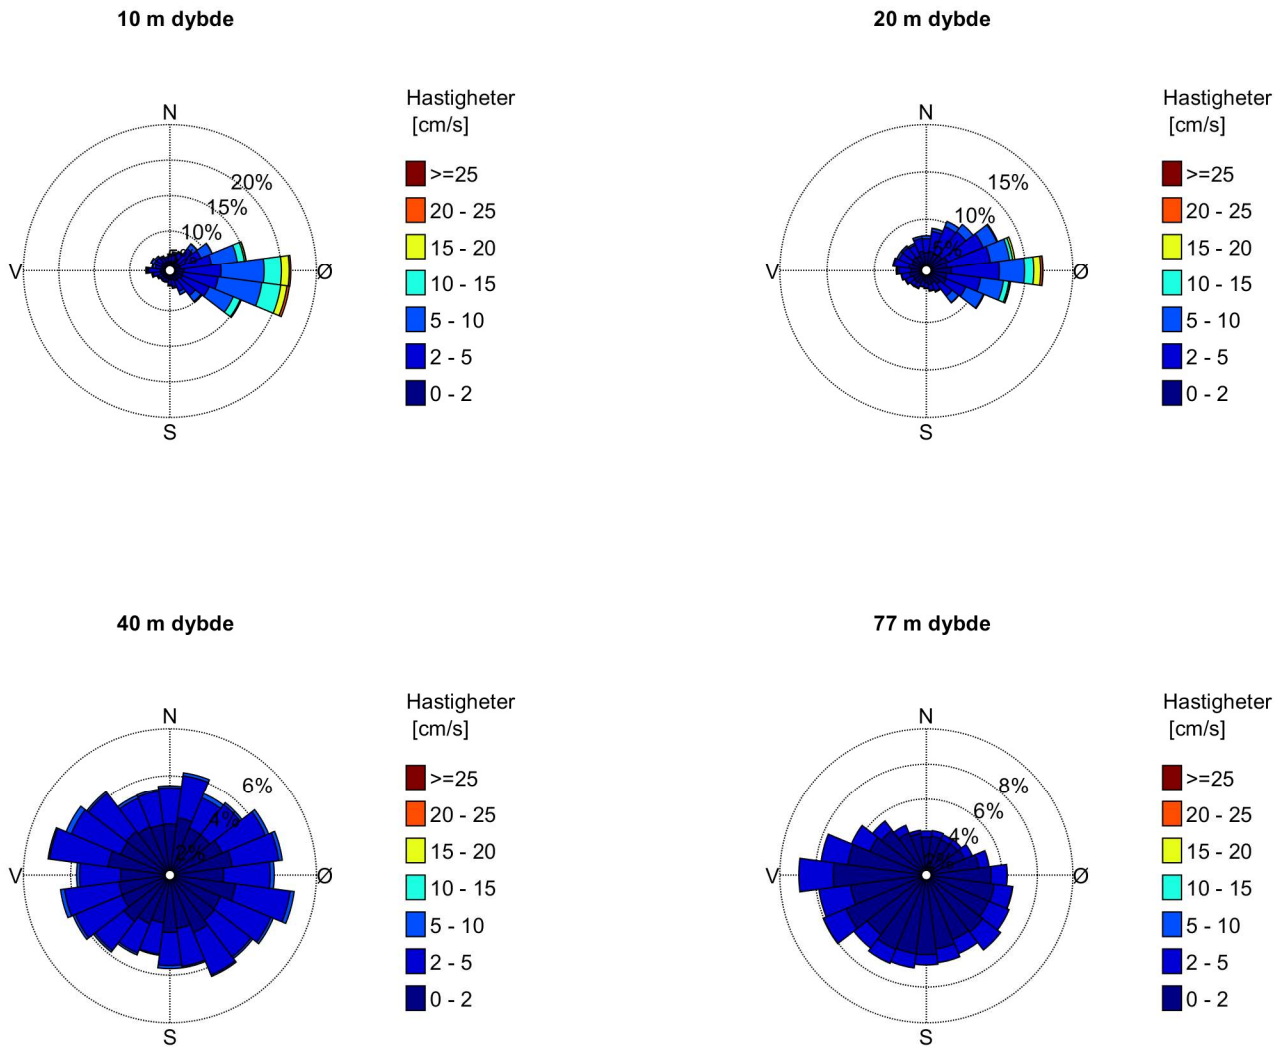 10 m dybde
N
V
Ø
S
20%
15%
10%
Hastigheter
[cm/s]
>=25
20 - 25
15 - 20
10 - 15
5 - 10
2 - 5
0 - 2
20 m dybde
N
V
Ø
S
15%
10%
5%
Hastigheter
[cm/s]
>=25
20 - 25
15 - 20
10 - 15
5 - 10
2 - 5
0 - 2
40 m dybde
N
V
Ø
S
6%
4%
2%
Hastigheter
[cm/s]
>=25
20 - 25
15 - 20
10 - 15
5 - 10
2 - 5
0 - 2
77 m dybde
N
V
Ø
S
8%
6%
4%
Hastigheter
[cm/s]
>=25
20 - 25
15 - 20
10 - 15
5 - 10
2 - 5
0 - 2